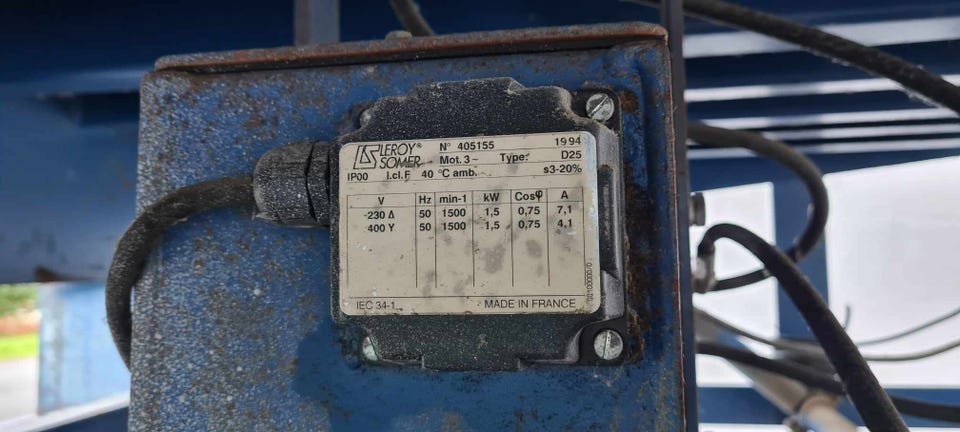 LS LEROY® SOMER N° 405155 1994
Mot. 3~ Type: D25
IP00 I.cl.F 40 °C amb. s3-20%
V Hz min-1 kW Cosφ A
-230 Δ 50 1500 1,5 0,75 7,1
400 Y 50 1500 1,5 0,75 4,1
IEC 34-1 MADE IN FRANCE